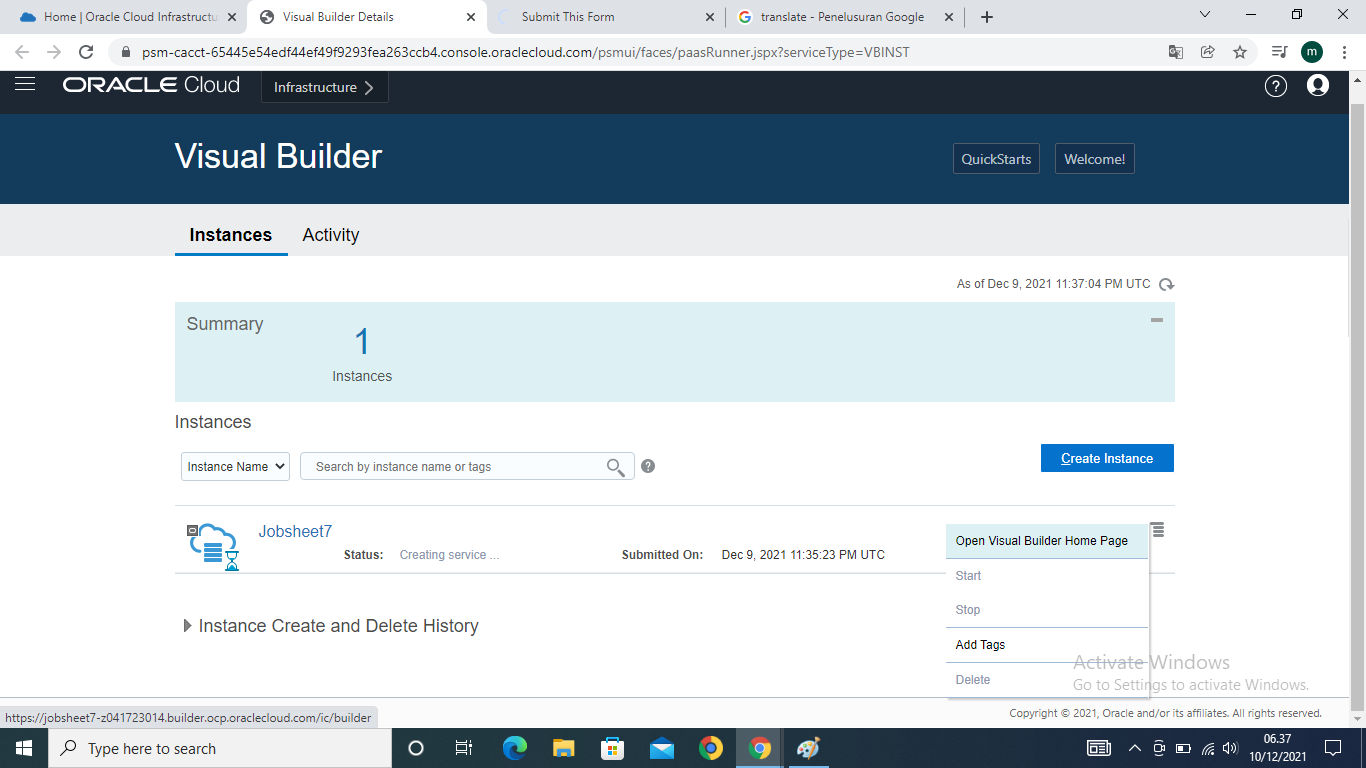 Home | Oracle Cloud Infrastructu
Visual Builder Details
Submit This Form
translate - Penelusuran Google
psm-cacct-65445e54edf44ef49f9293fea263ccb4.console.oraclecloud.com/psmui/faces/paasRunner.jspx?serviceType=VBINST
m
ORACLE Cloud
Infrastructure
?
Visual Builder
QuickStarts
Welcome!
Instances
Activity
As of Dec 9, 2021 11:37:04 PM UTC
Summary
1
Instances
Instances
Instance Name
Search by instance name or tags
?
Create Instance
Jobsheet7
Status: Creating service ...
Submitted On: Dec 9, 2021 11:35:23 PM UTC
Open Visual Builder Home Page
Start
Stop
Add Tags
Delete
Instance Create and Delete History
Activate Windows
Go to Settings to activate Windows.
Copyright © 2021, Oracle and/or its affiliates. All rights reserved.
https://jobsheet7-z041723014.builder.ocp.oraclecloud.com/ic/builder
Type here to search
06.37
10/12/2021